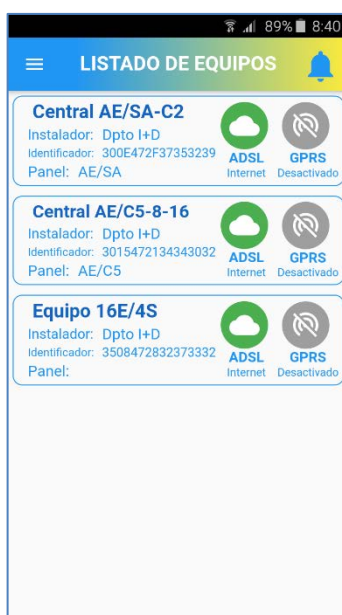 89% 8:40
LISTADO DE EQUIPOS
Central AE/SA-C2
Instalador: Dpto I+D
Identificador: 300E472F37353239
Panel: AE/SA
ADSL GPRS
Internet Desactivado
Central AE/C5-8-16
Instalador: Dpto I+D
Identificador: 3015472134343032
Panel: AE/C5
ADSL GPRS
Internet Desactivado
Equipo 16E/4S
Instalador: Dpto I+D
Identificador: 3508472832373332
Panel:
ADSL GPRS
Internet Desactivado